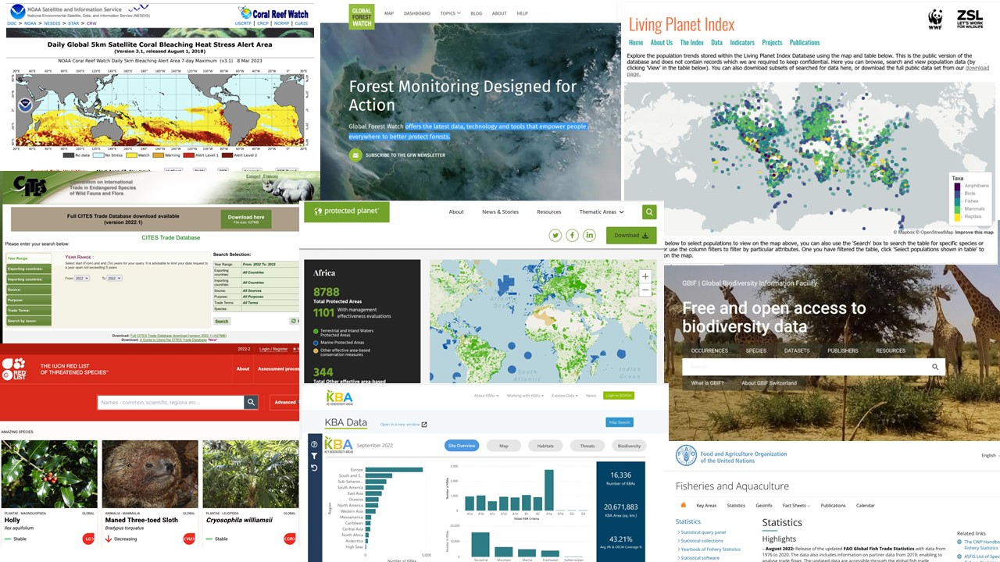 NOAA Satellite and Information Service
National Environmental Satellite, Data, and Information Service (NESDIS)
Coral Reef Watch
DOC > NOAA > NESDIS > STAR > CRW
USCRTF | CRCP | NCRMP | CoRIS
Daily Global 5km Satellite Coral Bleaching Heat Stress Alert Area
(Version 3.1, released August 1, 2018)
NOAA Coral Reef Watch Daily 5km Bleaching Alert Area 7-day Maximum (v3.1) 8 Mar 2023
No data No Stress Watch Warning Alert Level 1 Alert Level 2
GLOBAL
FOREST
WATCH
MAP DASHBOARD TOPICS BLOG ABOUT HELP
Forest Monitoring Designed for
Action
Global Forest Watch offers the latest data, technology and tools that empower people
everywhere to better protect forests.
SUBSCRIBE TO THE GFW NEWSLETTER
Living Planet Index
WWF
ZSL
LET'S WORK
FOR WILDLIFE
Home About Us The Index Data Indicators Projects Publications
Explore the population trends stored within the Living Planet Index Database using the map and table below. This is the public version of the
database and does not contain records which we are required to keep confidential. Here you can browse, search and view population data (by
clicking 'View' in the table below). You can also download subsets of searched for data here, or download the full public data set from our download
page.
Taxa
Amphibians
Birds
Fishes
Mammals
Reptiles
© Mapbox © OpenStreetMap Improve this map
below to select populations to view on the map above, you can also use the 'Search' box to search for table for specific species or
use the column filters to filter by particular attributes. One you have filtered the table, click 'Select populations shown in table' to
on the map.
CITES
Convention on International
Trade in Endangered Species
of Wild Fauna and Flora
Español Français
Full CITES Trade Database download available
(version 2022.1)
Download here
File size: 427MB
CITES Trade Database
Please enter your search below:
Year Range:
Exporting countries:
Importing countries:
Source:
Purpose:
Trade Terms:
Search by taxon:
YEAR RANGE :
Select start (From) and end (To) years for your query. It is advisable to limit your data request to
a year span not exceeding 5 years
From 2022 To 2022
Search Selection:
Year Range: From: 2022 To: 2022
Exporting countries: All Countries
Importing countries: All Countries
Source: All Sources
Purpose: All Purposes
Trade Terms: All Terms
Species:
Search
Download: Full CITES Trade Database download (version 2022.1) (427MB)
Download: A Guide to Using the CITES Trade Database *New*
protected planet
About News & Stories Resources Thematic Areas
Download
Africa
8788
Total Protected Areas
1101 With management
effectiveness evaluations
Terrestrial and Inland Waters
Protected Areas
Marine Protected Areas
Other effective area-based
conservation measures
344
Total Other effective area-based
South
Atlantic
Indian
Ocean
GBIF | Global Biodiversity Information Facility
Free and open access to
biodiversity data
OCCURRENCES SPECIES DATASETS PUBLISHERS RESOURCES
Search
What is GBIF? About GBIF Switzerland
2022-2 Login / Register
RED
LIST
THE IUCN RED LIST
OF THREATENED SPECIES™
About Assessment proce
Names - common, scientific, regions etc...
Advanced
AMAZING SPECIES
PLANTAE - MAGNOLIOPSIDA GLOBAL
Holly
Ilex aquifolium
Stable
LC
ANIMALIA - MAMMALIA GLOBAL
Maned Three-toed Sloth
Bradypus torquatus
Decreasing
VU
PLANTAE - LILIOPSIDA GLOBAL
Cryosophila williamsii
Stable
CR
KBA
KEY BIODIVERSITY AREAS
About KBAs Working with KBAs Explore Data News
KBA Data
Open in a new window
Map Search
KBA
KEY BIODIVERSITY AREAS
September 2022
Site Overview Map Habitats Threats Biodiversity
Region
Europe
South and S...
Sub-Saharan...
South America
East Asia
Oceania
North America
Western Asia
Mesoamerica
Caribbean
Central Asia
North Africa
Antarctica
High Seas
0 5,000
Number of KBAs
Number of KBAs
3,000
2,000
1,000
0
Global KBA Criteria
20,000
10,000
0
Terrestrial Mountain Marine Freshwater Subterranean
16,336
Number of KBAs
20,671,883
KBA Area (sq. km.)
43.21%
Avg. PA & OECM Coverage %
FAO
Food and Agriculture Organization
of the United Nations
English
Fisheries and Aquaculture
Key Areas Statistics GeoInfo Fact Sheets Publications Calendar
Statistics
> Statistical query panel
> Statistical collections
> Yearbook of Fishery Statistics
> Statistical software
Statistics
Highlights
– August 2022: Release of the updated FAO Global Fish Trade Statistics with data from
1976 to 2020. The data also includes information on partner data from 2019, enabling to
analyse trade flows. The updated data are accessible through the global fish trade
Related links
The CWP Handbo
Fishery Statistics
ASFIS List of Spec